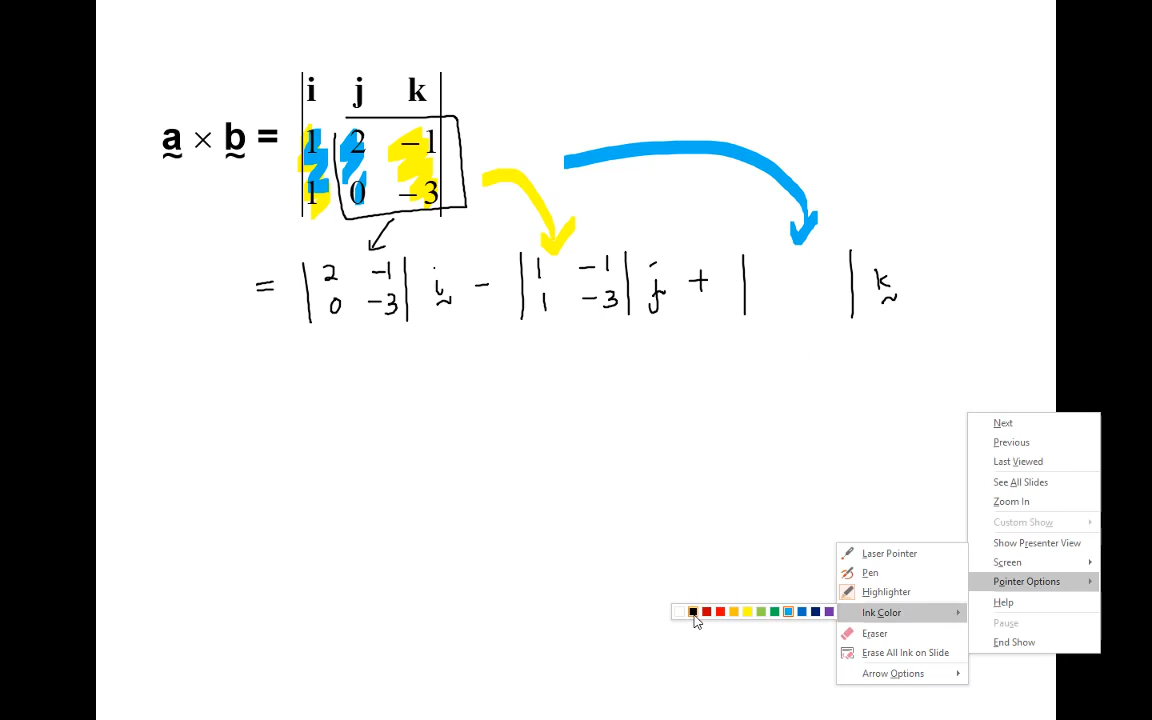 i j k
a × b =
1 2 −1
1 0 −3
= | 2 −1 | i − | 1 −1 | j + | | k
| 0 −3 | | 1 −3 |
Next
Previous
Last Viewed
See All Slides
Zoom In
Custom Show
Show Presenter View
Screen
Pointer Options
Help
Pause
End Show
Laser Pointer
Pen
Highlighter
Ink Color
Eraser
Erase All Ink on Slide
Arrow Options